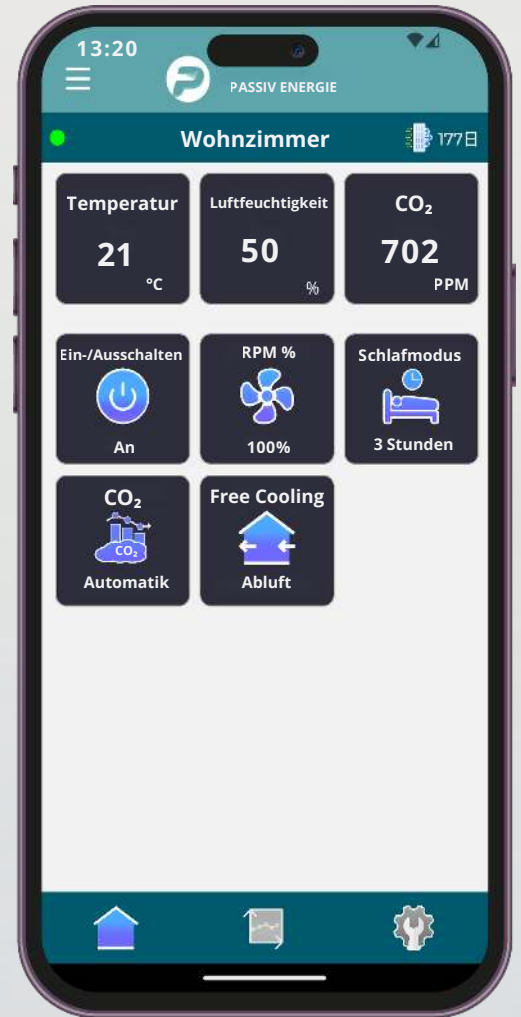 13:20
PASSIV ENERGIE
Wohnzimmer
177日
Temperatur
21
°C
Luftfeuchtigkeit
50
%
CO₂
702
PPM
Ein-/Ausschalten
An
RPM %
100%
Schlafmodus
3 Stunden
CO₂
CO₂
Automatik
Free Cooling
Abluft